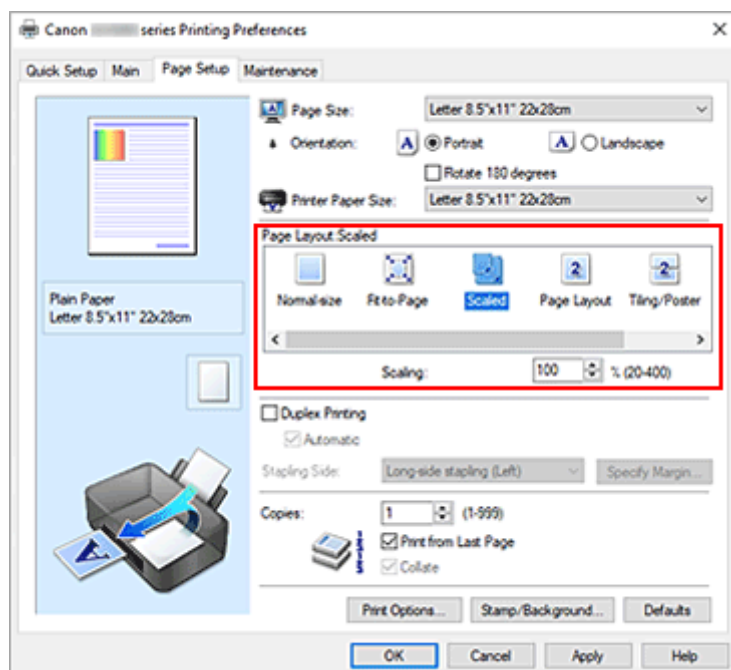 Canon series Printing Preferences
Quick Setup Main Page Setup Maintenance
Page Size: Letter 8.5"x11" 22x28cm
Orientation: A Portrait A Landscape
Rotate 180 degrees
Printer Paper Size: Letter 8.5"x11" 22x28cm
Page Layout:Scaled
2 2
Normal-size Fit-to-Page Scaled Page Layout Tiling/Poster
Scaling: 100 % (20-400)
Plain Paper
Letter 8.5"x11" 22x28cm
Duplex Printing
Automatic
Stapling Side: Long-side stapling (Left) Specify Margin...
Copies: 1 (1-999)
Print from Last Page
Collate
A
Print Options... Stamp/Background... Defaults
OK Cancel Apply Help